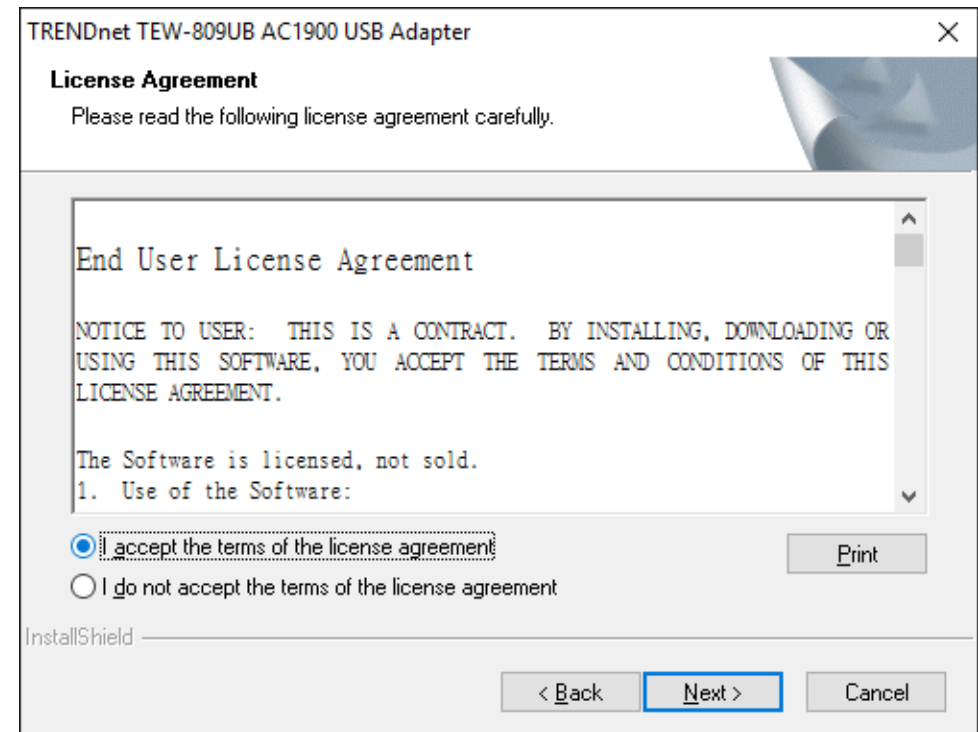 TRENDnet TEW-809UB AC1900 USB Adapter
License Agreement
Please read the following license agreement carefully.
End User License Agreement
NOTICE TO USER: THIS IS A CONTRACT. BY INSTALLING, DOWNLOADING OR
USING THIS SOFTWARE, YOU ACCEPT THE TERMS AND CONDITIONS OF THIS
LICENSE AGREEMENT.
The Software is licensed, not sold.
1. Use of the Software:
I accept the terms of the license agreement
Print
I do not accept the terms of the license agreement
InstallShield
< Back
Next >
Cancel